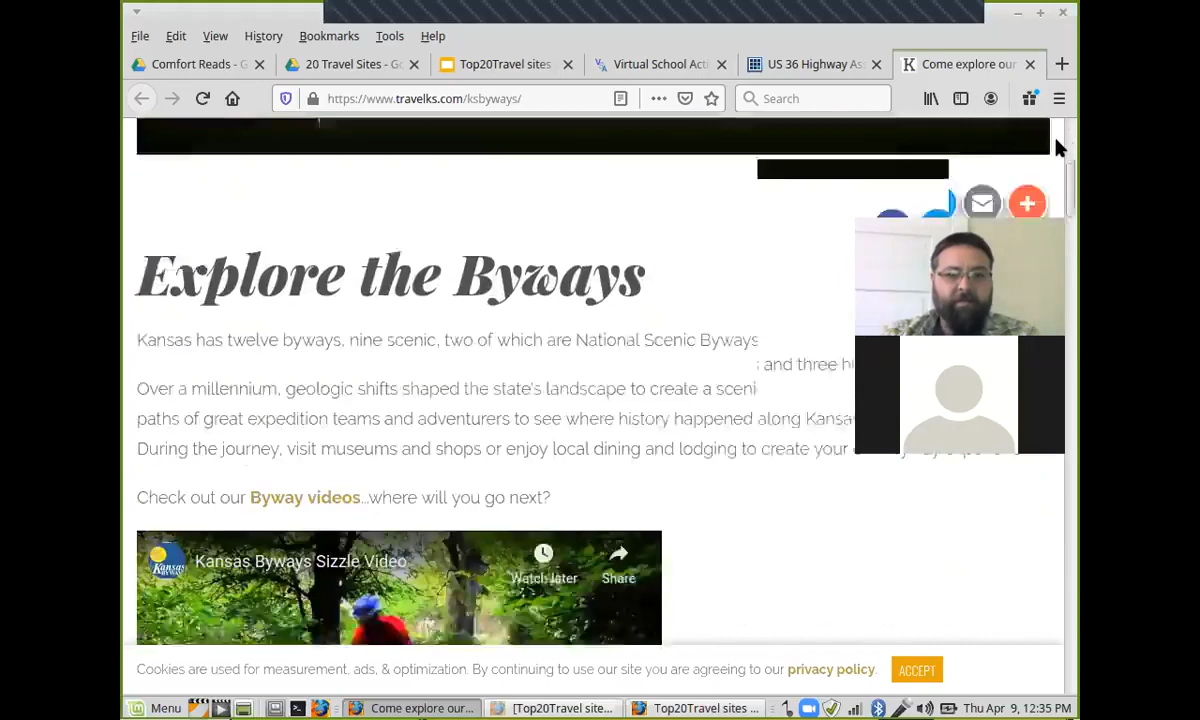 File Edit View History Bookmarks Tools Help
Comfort Reads - G 20 Travel Sites - Go Top20Travel sites Virtual School Acti US 36 Highway Ass Come explore our
https://www.travelks.com/ksbyways/ Search
Explore the Byways
Kansas has twelve byways, nine scenic, two of which are National Scenic Byways
and three hi
Over a millennium, geologic shifts shaped the state's landscape to create a sceni
paths of great expedition teams and adventurers to see where history happened along Kansa
During the journey, visit museums and shops or enjoy local dining and lodging to create your
Check out our Byway videos...where will you go next?
Kansas BYWAYS Kansas Byways Sizzle Video
Watch later Share
Cookies are used for measurement, ads, & optimization. By continuing to use our site you are agreeing to our privacy policy. ACCEPT
Menu Come explore our... [Top20Travel site... Top20Travel sites ... Thu Apr 9, 12:35 PM